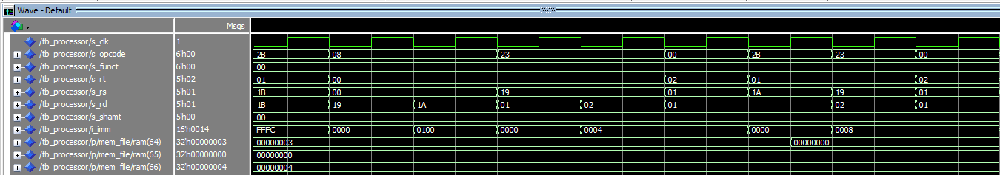 Wave - Default
Msgs
/tb_processor/s_clk 1
/tb_processor/s_opcode 6'h00 2B 08 23 00 2B 23 00
/tb_processor/s_funct 6'h00 00
/tb_processor/s_rt 5'h02 01 00 02 01 02
/tb_processor/s_rs 5'h01 1B 00 19 01 1A 19 01
/tb_processor/s_rd 5'h01 1B 19 1A 01 02 01 02 01
/tb_processor/s_shamt 5'h00 00
/tb_processor/i_imm 16'h0014 FFFC 0000 0100 0000 0004 0000 0008
/tb_processor/p/mem_file/ram(64) 32'h00000003 00000003 00000000
/tb_processor/p/mem_file/ram(65) 32'h00000000 00000000
/tb_processor/p/mem_file/ram(66) 32'h00000004 00000004